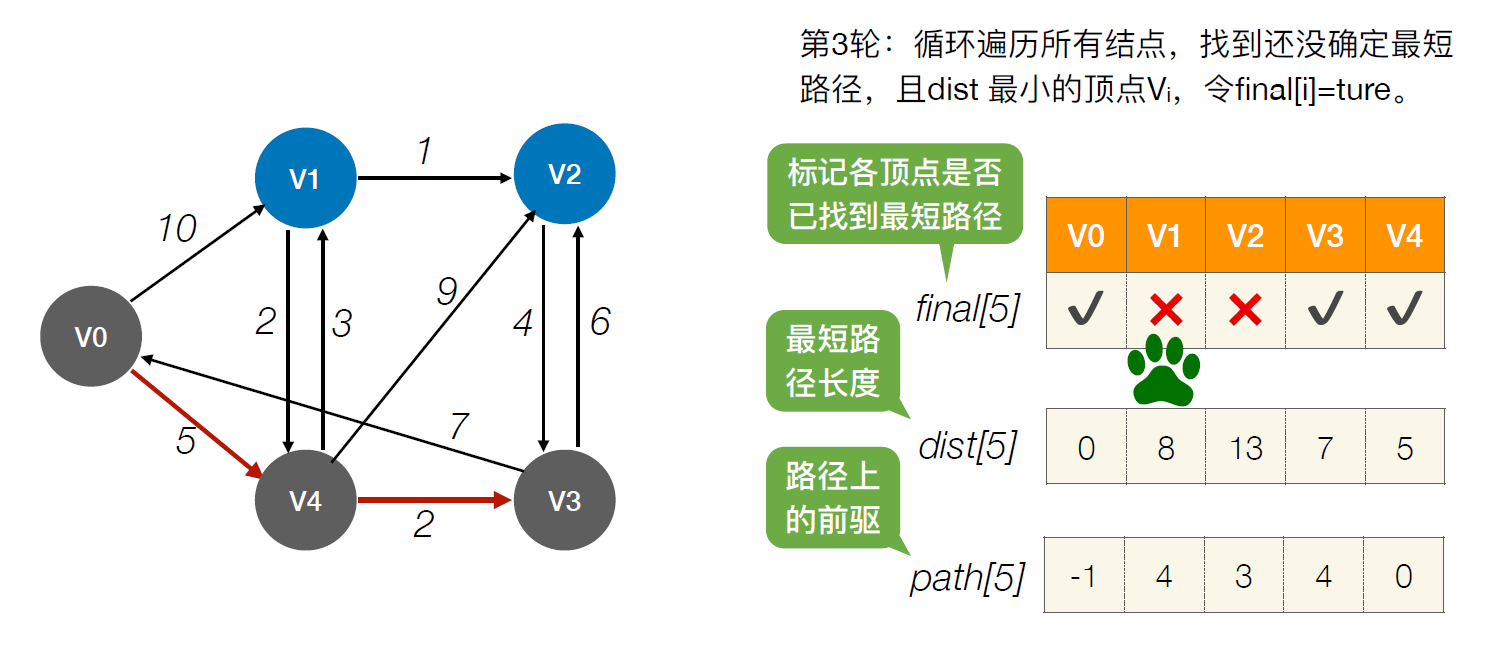 第3轮：循环遍历所有结点，找到还没确定最短
路径，且dist 最小的顶点Vi，令final[i]=ture。
标记各顶点是否
已找到最短路径
V0 V1 V2 V3 V4
final[5] ✔ ✘ ✘ ✔ ✔
最短路
径长度
dist[5] 0 8 13 7 5
路径上
的前驱
path[5] -1 4 3 4 0
V1 1 V2
10
2 3 9 4 6
V0
5 7
V4 2 V3